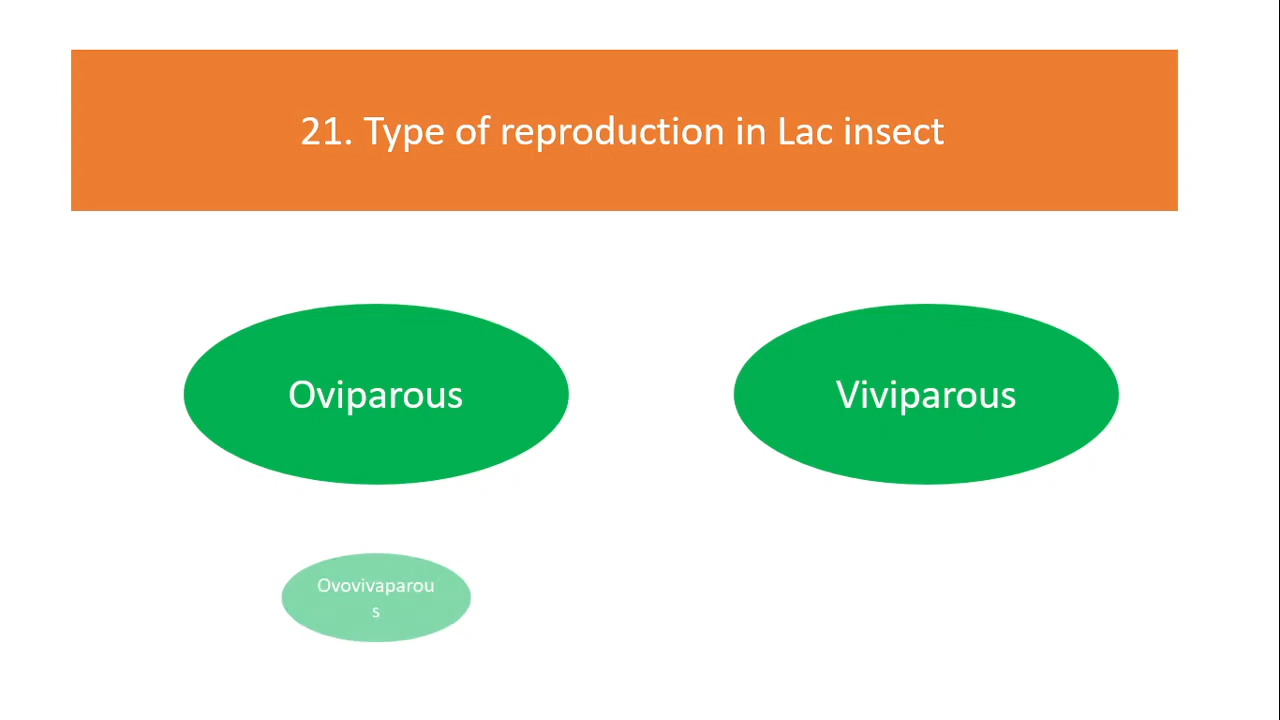 21. Type of reproduction in Lac insect
Oviparous
Viviparous
Ovovivaparou
s